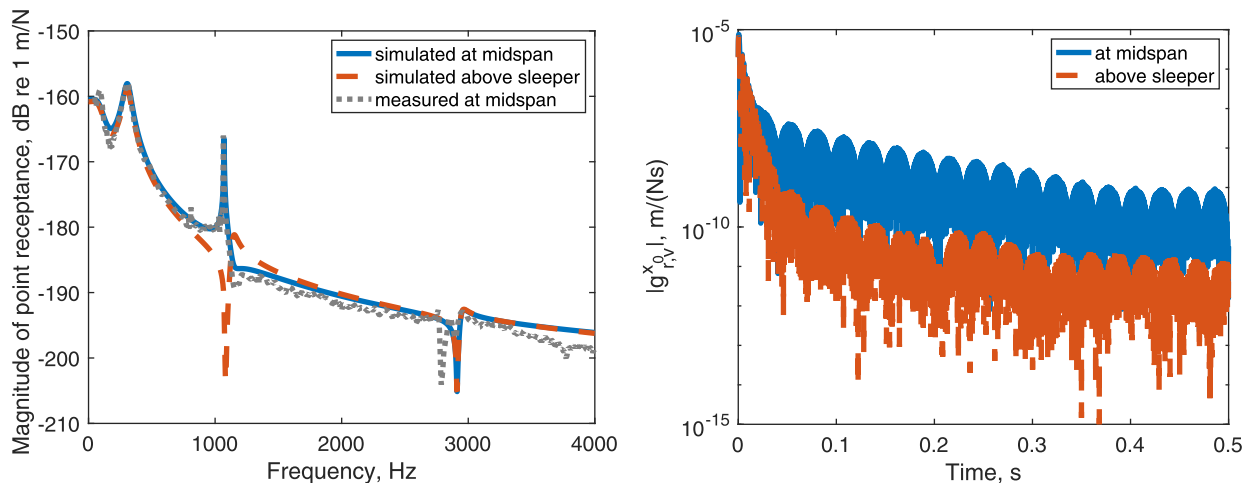 Magnitude of point receptance, dB re 1 m/N
-150
-160
-170
-180
-190
-200
-210
0
1000
2000
3000
4000
Frequency, Hz
simulated at midspan
simulated above sleeper
measured at midspan
|g^{x_0}_{r,v}|, m/(Ns)
10^{-5}
10^{-10}
10^{-15}
0
0.1
0.2
0.3
0.4
0.5
Time, s
at midspan
above sleeper